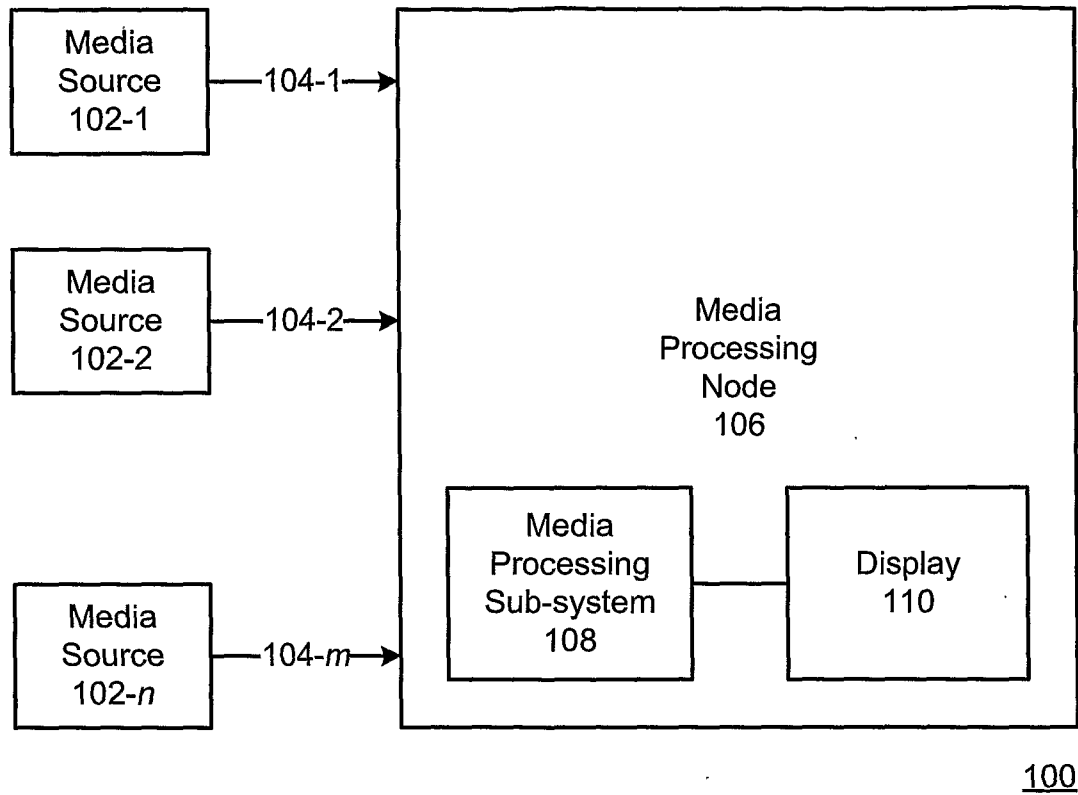 Media
Source
102-1
104-1
Media
Source
102-2
104-2
Media
Processing
Node
106
Media
Source
102-n
104-m
Media
Processing
Sub-system
108
Display
110
100